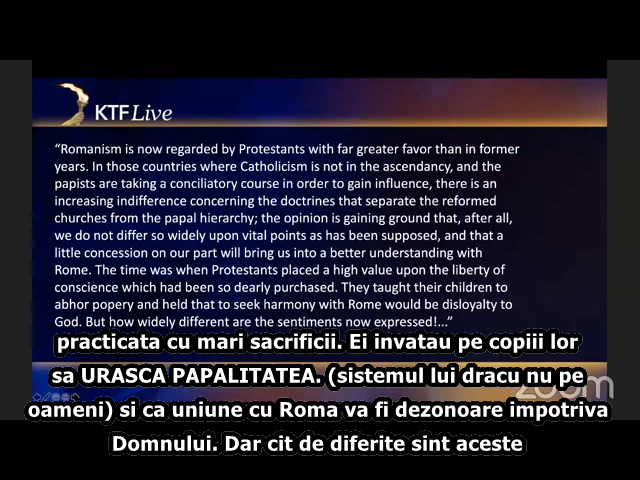 KTF Live
“Romanism is now regarded by Protestants with far greater favor than in former
years. In those countries where Catholicism is not in the ascendancy, and the
papists are taking a conciliatory course in order to gain influence, there is an
increasing indifference concerning the doctrines that separate the reformed
churches from the papal hierarchy; the opinion is gaining ground that, after all,
we do not differ so widely upon vital points as has been supposed, and that a
little concession on our part will bring us into a better understanding with
Rome. The time was when Protestants placed a high value upon the liberty of
conscience which had been so dearly purchased. They taught their children to
abhor popery and held that to seek harmony with Rome would be disloyalty to
God. But how widely different are the sentiments now expressed!...”
practicata cu mari sacrificii. Ei invatau pe copiii lor
sa URASCA PAPALITATEA. (sistemul lui dracu nu pe
oameni) si ca uniune cu Roma va fi dezonoare impotriva
Domnului. Dar cit de diferite sint aceste
zoom